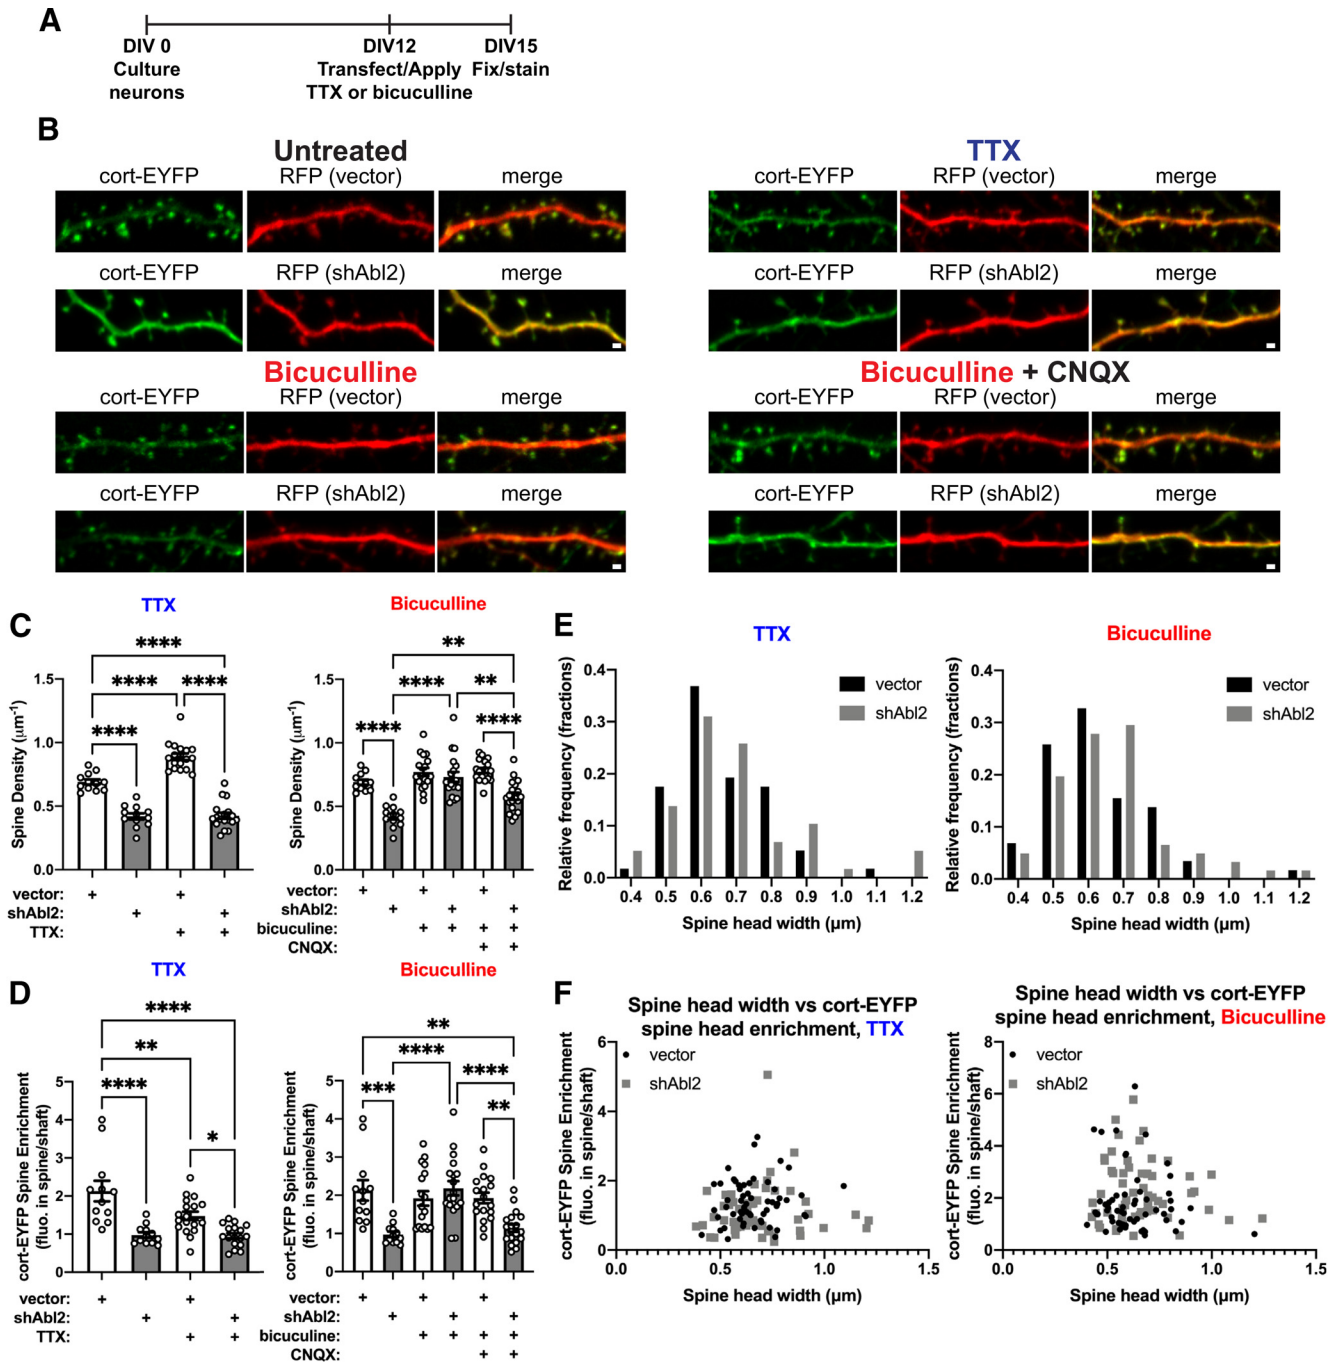 A
DIV 0 DIV12 DIV15
Culture Transfect/Apply Fix/stain
neurons TTX or bicuculline
B
Untreated TTX
cort-EYFP RFP (vector) merge cort-EYFP RFP (vector) merge
cort-EYFP RFP (shAbl2) merge cort-EYFP RFP (shAbl2) merge
Bicuculline Bicuculline + CNQX
cort-EYFP RFP (vector) merge cort-EYFP RFP (vector) merge
cort-EYFP RFP (shAbl2) merge cort-EYFP RFP (shAbl2) merge
C
TTX
Spine Density (μm⁻¹)
1.5
1.0
0.5
0.0
****
**** ****
****
vector: + +
shAbl2: + +
TTX: + +
Bicuculline
Spine Density (μm⁻¹)
1.5
1.0
0.5
0.0
**
**** **
**** ****
vector: + + +
shAbl2: + + +
bicuculine: + + + +
CNQX: + +
D
TTX
cort-EYFP Spine Enrichment
(fluo. in spine/shaft)
5
4
3
2
1
0
****
**
****
*
vector: + +
shAbl2: + +
TTX: + +
Bicuculline
cort-EYFP Spine Enrichment
(fluo. in spine/shaft)
5
4
3
2
1
0
**
****
*** ****
**
vector: + + +
shAbl2: + + +
bicuculine: + + + +
CNQX: + +
E
TTX
Relative frequency (fractions)
0.4
0.3
0.2
0.1
0.0
vector
shAbl2
0.4 0.5 0.6 0.7 0.8 0.9 1.0 1.1 1.2
Spine head width (μm)
Bicuculline
Relative frequency (fractions)
0.4
0.3
0.2
0.1
0.0
vector
shAbl2
0.4 0.5 0.6 0.7 0.8 0.9 1.0 1.1 1.2
Spine head width (μm)
F
Spine head width vs cort-EYFP
spine head enrichment, TTX
cort-EYFP Spine Enrichment
(fluo. in spine/shaft)
6
4
2
0
vector
shAbl2
0.0 0.5 1.0 1.5
Spine head width (μm)
Spine head width vs cort-EYFP
spine head enrichment, Bicuculline
cort-EYFP Spine Enrichment
(fluo. in spine/shaft)
8
6
4
2
0
vector
shAbl2
0.0 0.5 1.0 1.5
Spine head width (μm)